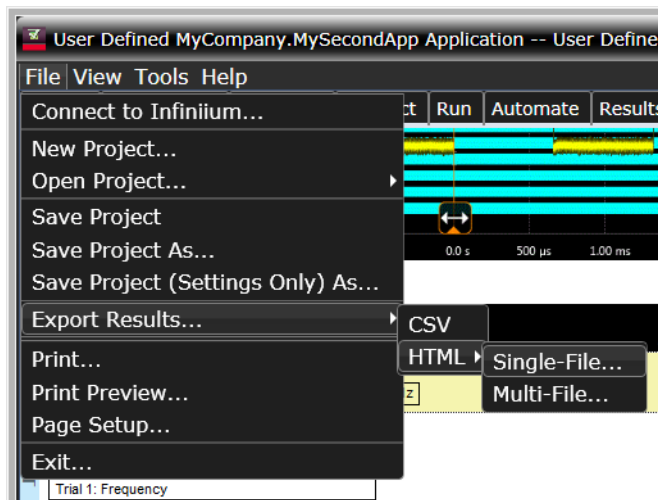 User Defined MyCompany.MySecondApp Application -- User Define
File View Tools Help
ct Run Automate Results
Connect to Infiniium...
New Project...
Open Project...
Save Project
Save Project As...
Save Project (Settings Only) As...
0.0 s 500 µs 1.00 ms
Export Results...
CSV
HTML
Single-File...
Multi-File...
Print...
Print Preview...
Page Setup...
Exit...
z
Trial 1: Frequency